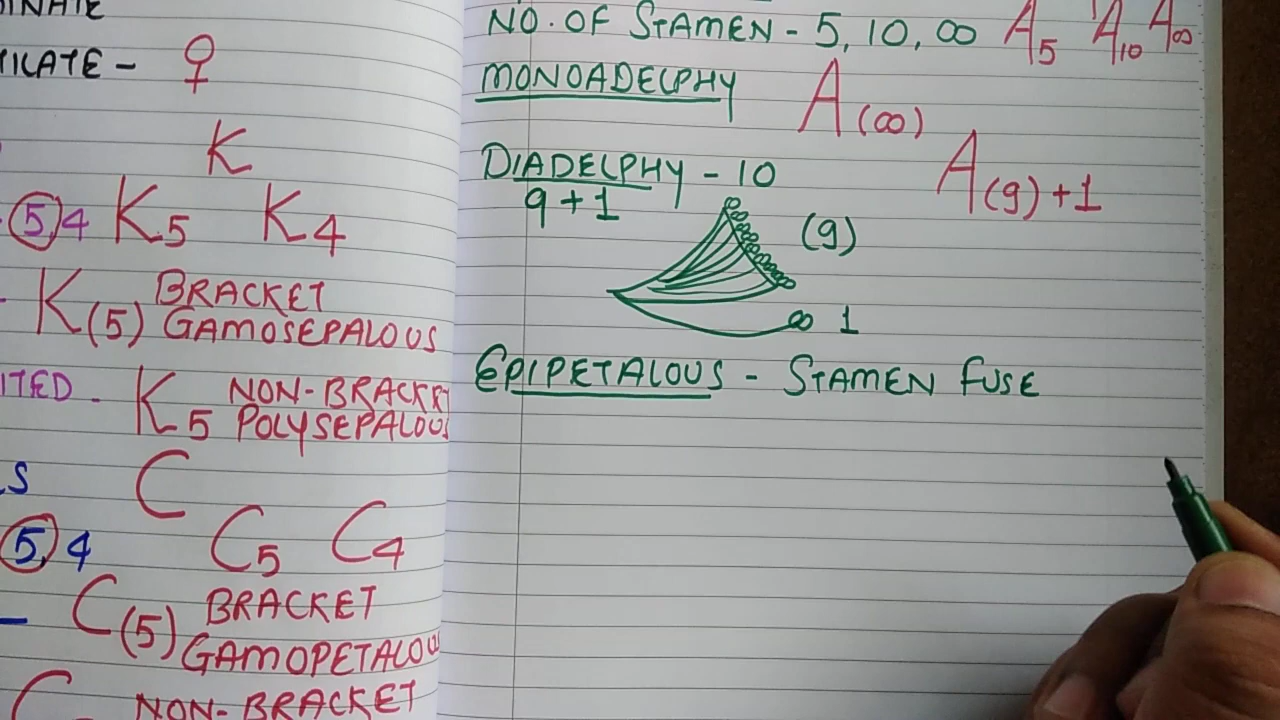 ♀
K
5,4 K5 K4
K(5) BRACKET
GAMOSEPALOUS
K5 NON-BRACKET
POLYSEPALOUS
C
5,4 C5 C4
C(5) BRACKET
GAMOPETALOU
C NON-BRACKET
NO. OF STAMEN - 5, 10, ∞ A5 A10 A∞
MONOADELPHY A(∞)
DIADELPHY - 10 A(9)+1
9+1
(9)
1
EPIPETALOUS - STAMEN FUSE